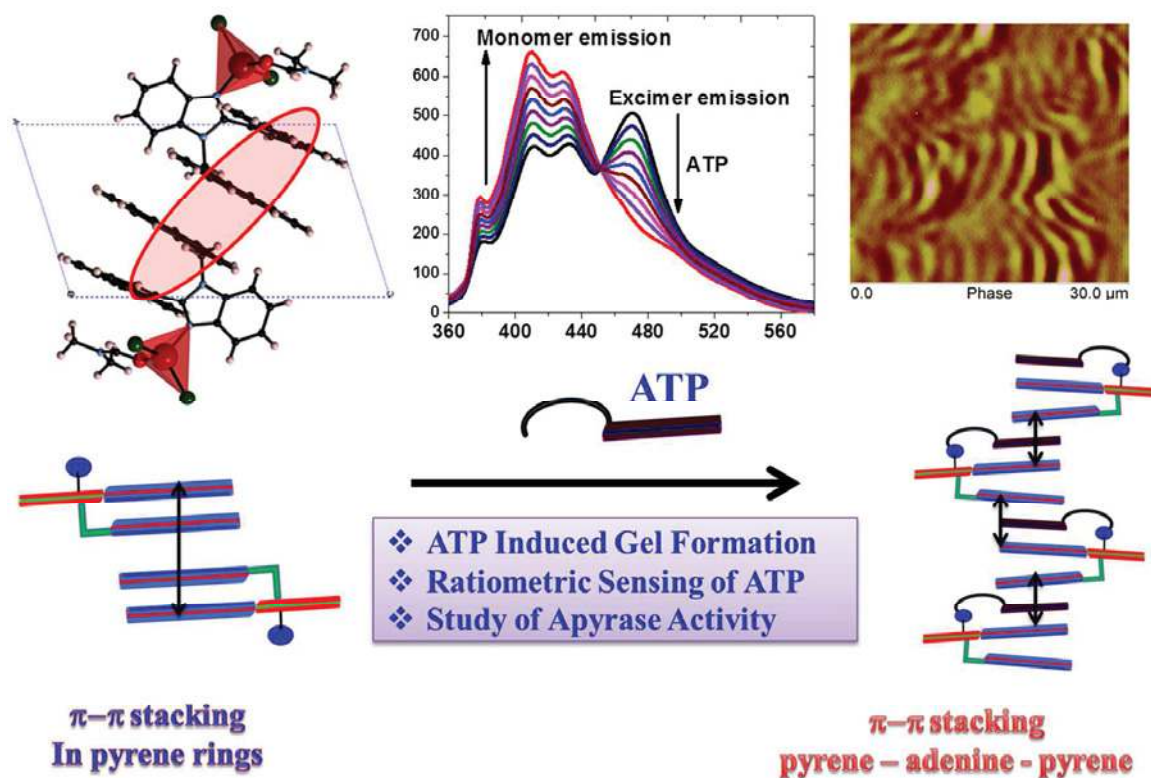 700
600
500
400
300
200
100
0
Monomer emission
Excimer emission
ATP
360 400 440 480 520 560
0.0 Phase 30.0 µm
ATP
❖ ATP Induced Gel Formation
❖ Ratiometric Sensing of ATP
❖ Study of Apyrase Activity
π–π stacking
In pyrene rings
π–π stacking
pyrene – adenine - pyrene